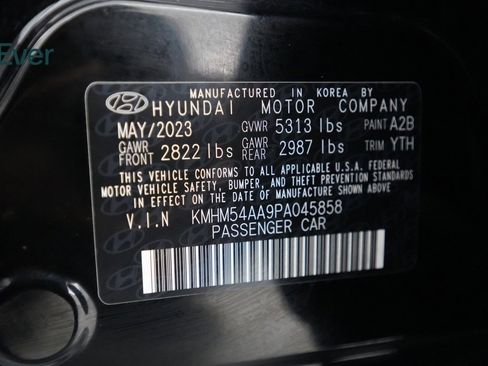 Ever
MANUFACTURED IN KOREA BY
HYUNDAI MOTOR COMPANY
MAY/2023 GVWR 5313 lbs PAINT A2B
GAWR FRONT 2822 lbs GAWR REAR 2987 lbs TRIM YTH
THIS VEHICLE CONFORMS TO ALL APPLICABLE U.S.A. FEDERAL
MOTOR VEHICLE SAFETY, BUMPER, AND THEFT PREVENTION
STANDARDS IN EFFECT ON THE DATE OF MANUFACTURE SHOWN ABOVE.
V.I.N KMHM54AA9PA045858
PASSENGER CAR